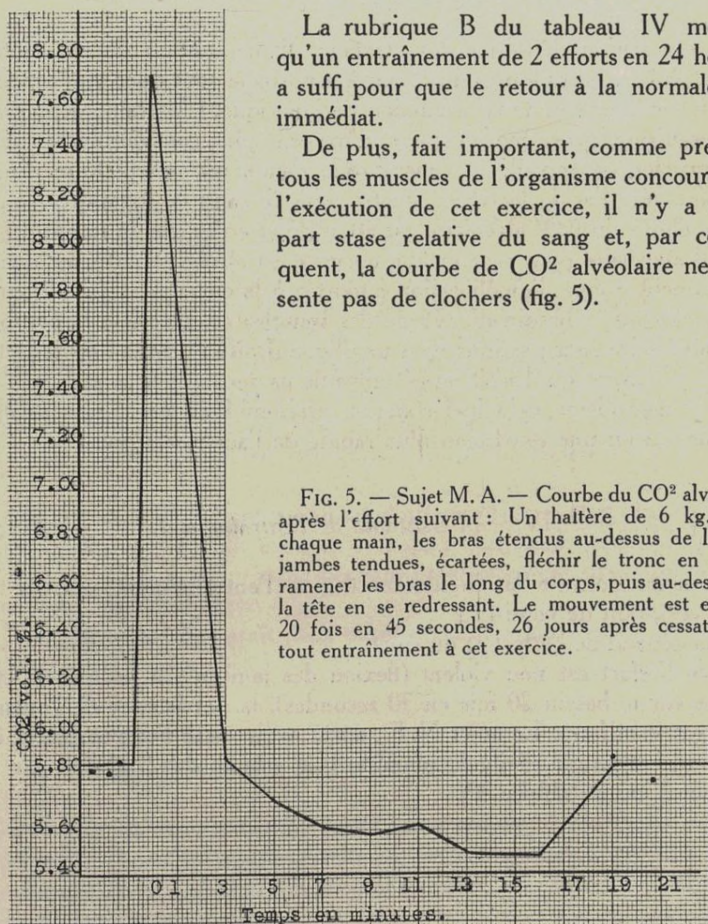 La rubrique B du tableau IV m
qu'un entraînement de 2 efforts en 24 h
a suffi pour que le retour à la normal
immédiat.
De plus, fait important, comme pre
tous les muscles de l'organisme concour
l'exécution de cet exercice, il n'y a
part stase relative du sang et, par c
quent, la courbe de CO² alvéolaire ne
sente pas de clochers (fig. 5).
FIG. 5. — Sujet M. A. — Courbe du CO² alv
après l'effort suivant : Un haltère de 6 kg.
chaque main, les bras étendus au-dessus de l
jambes tendues, écartées, fléchir le tronc en
ramener les bras le long du corps, puis au-des
la tête en se redressant. Le mouvement est e
20 fois en 45 secondes, 26 jours après cessat
tout entraînement à cet exercice.
8.80
7.60
7.40
8.20
8.00
7.80
7.60
7.40
7.20
7.00
6.80
6.60
6.40
6.20
6.00
5.80
5.60
5.40
CO2 vol. %.
0 1 3 5 7 9 11 13 15 17 19 21
Temps en minutes.